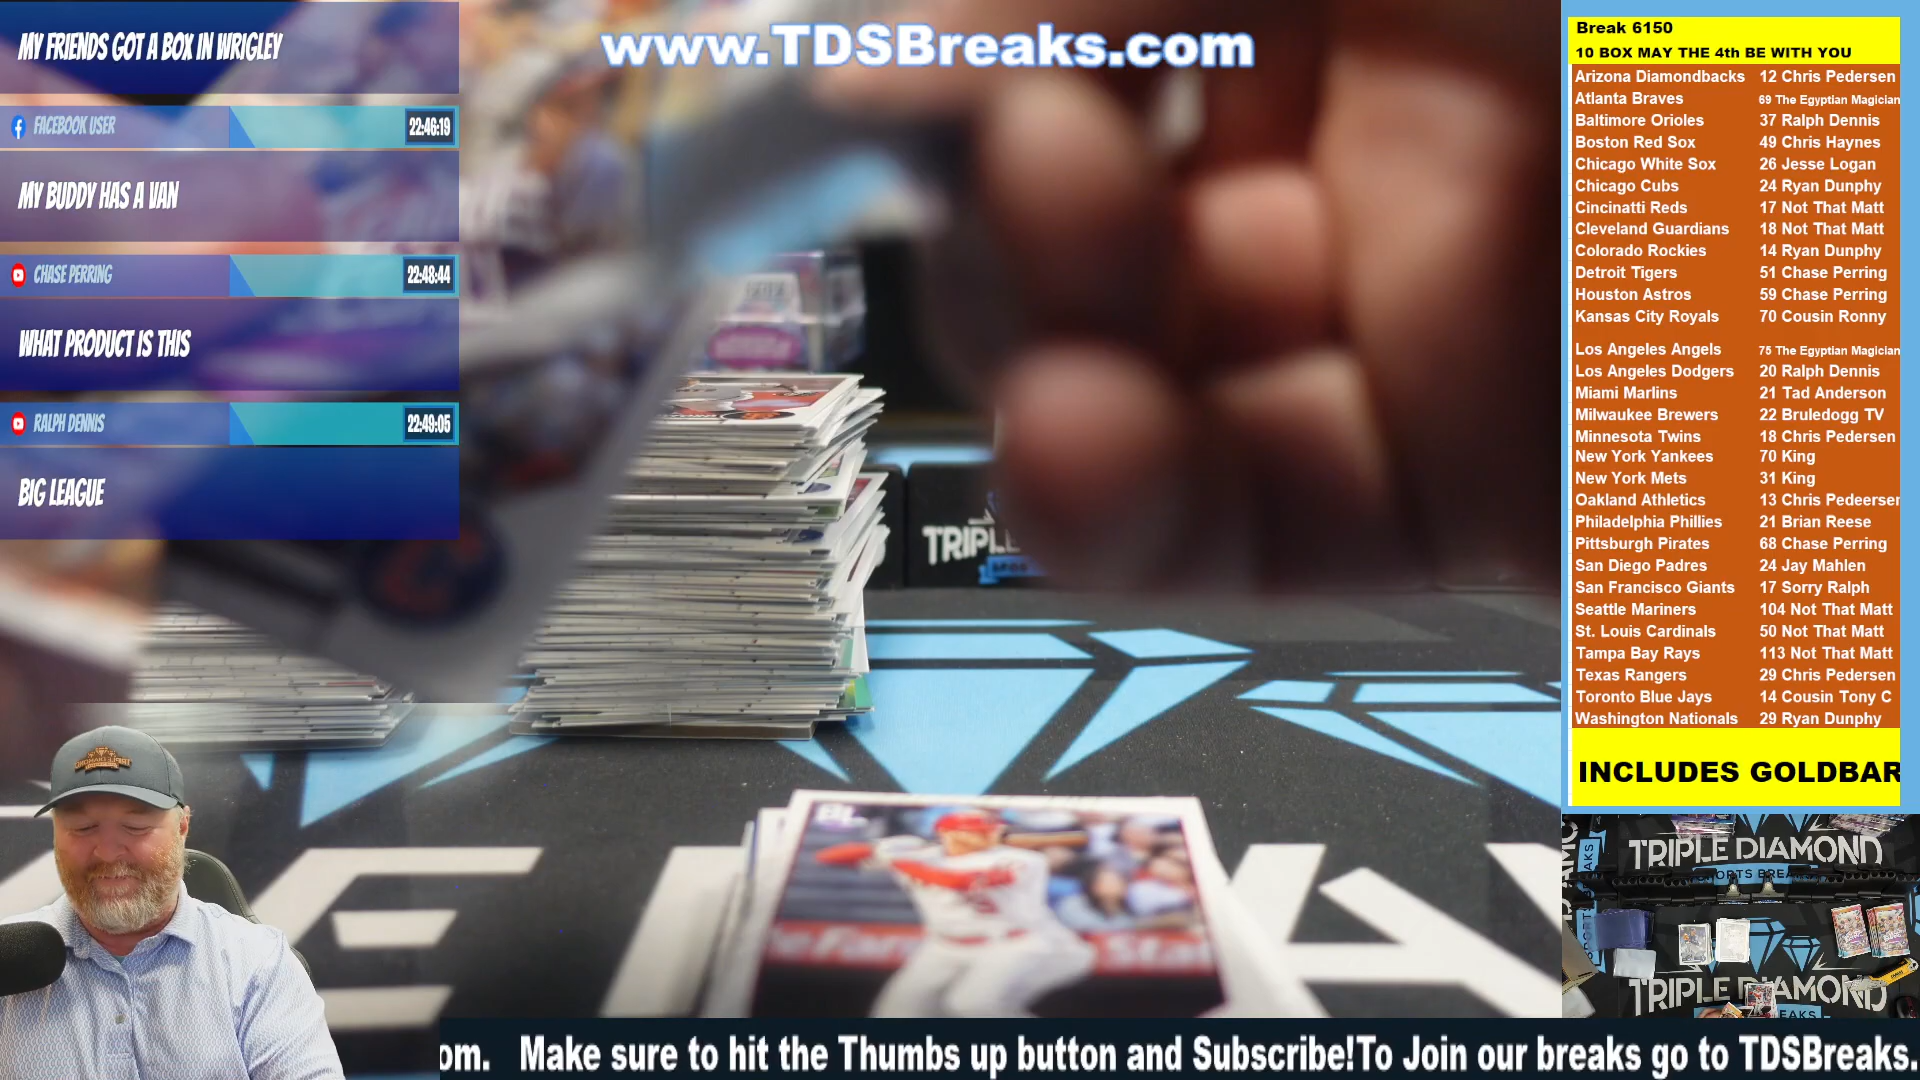 MY FRIENDS GOT A BOX IN WRIGLEY
FACEBOOK USER 22:46:19
MY BUDDY HAS A VAN
CHASE PERRING 22:48:44
WHAT PRODUCT IS THIS
RALPH DENNIS 22:49:05
BIG LEAGUE
www.TDSBreaks.com
Break 6150
10 BOX MAY THE 4th BE WITH YOU
Arizona Diamondbacks 12 Chris Pedersen
Atlanta Braves 69 The Egyptian Magician
Baltimore Orioles 37 Ralph Dennis
Boston Red Sox 49 Chris Haynes
Chicago White Sox 26 Jesse Logan
Chicago Cubs 24 Ryan Dunphy
Cincinatti Reds 17 Not That Matt
Cleveland Guardians 18 Not That Matt
Colorado Rockies 14 Ryan Dunphy
Detroit Tigers 51 Chase Perring
Houston Astros 59 Chase Perring
Kansas City Royals 70 Cousin Ronny
Los Angeles Angels 75 The Egyptian Magician
Los Angeles Dodgers 20 Ralph Dennis
Miami Marlins 21 Tad Anderson
Milwaukee Brewers 22 Bruledogg TV
Minnesota Twins 18 Chris Pedersen
New York Yankees 70 King
New York Mets 31 King
Oakland Athletics 13 Chris Pedeersen
Philadelphia Phillies 21 Brian Reese
Pittsburgh Pirates 68 Chase Perring
San Diego Padres 24 Jay Mahlen
San Francisco Giants 17 Sorry Ralph
Seattle Mariners 104 Not That Matt
St. Louis Cardinals 50 Not That Matt
Tampa Bay Rays 113 Not That Matt
Texas Rangers 29 Chris Pedersen
Toronto Blue Jays 14 Cousin Tony C
Washington Nationals 29 Ryan Dunphy
INCLUDES GOLDBAR
TRIPLE
TRIPLE DIAMOND
SPORTS BREAKS
TRIPLE DIAMOND
om. Make sure to hit the Thumbs up button and Subscribe!To Join our breaks go to TDSBreaks.